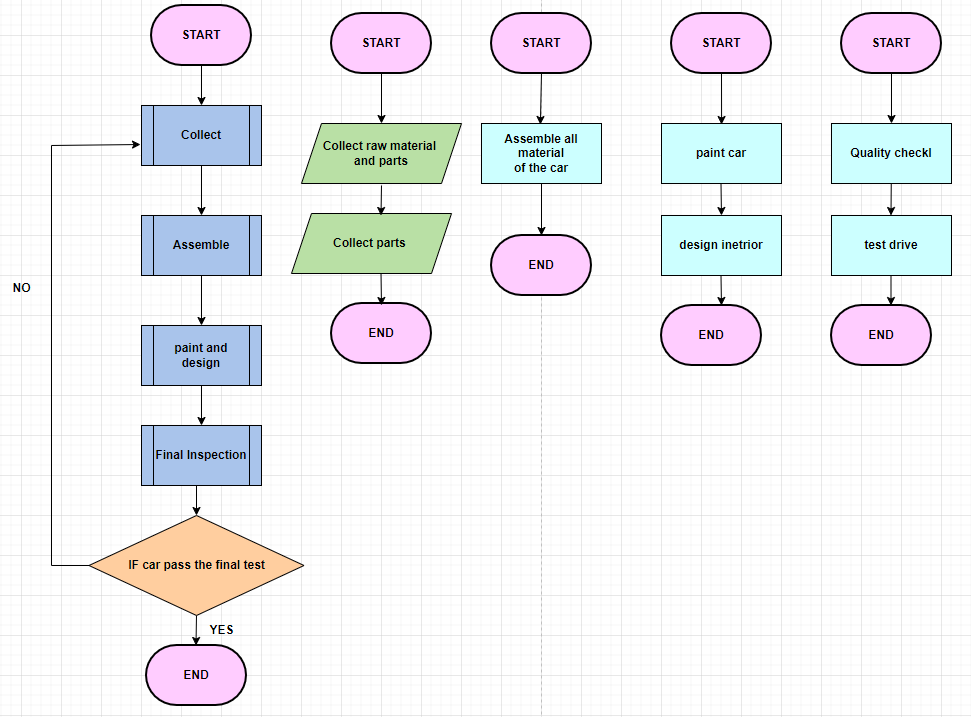 START
Collect
Assemble
paint and
design
Final Inspection
IF car pass the final test
NO
YES
END
START
Collect raw material
and parts
Collect parts
END
START
Assemble all
material
of the car
END
START
paint car
design inetrior
END
START
Quality checkl
test drive
END